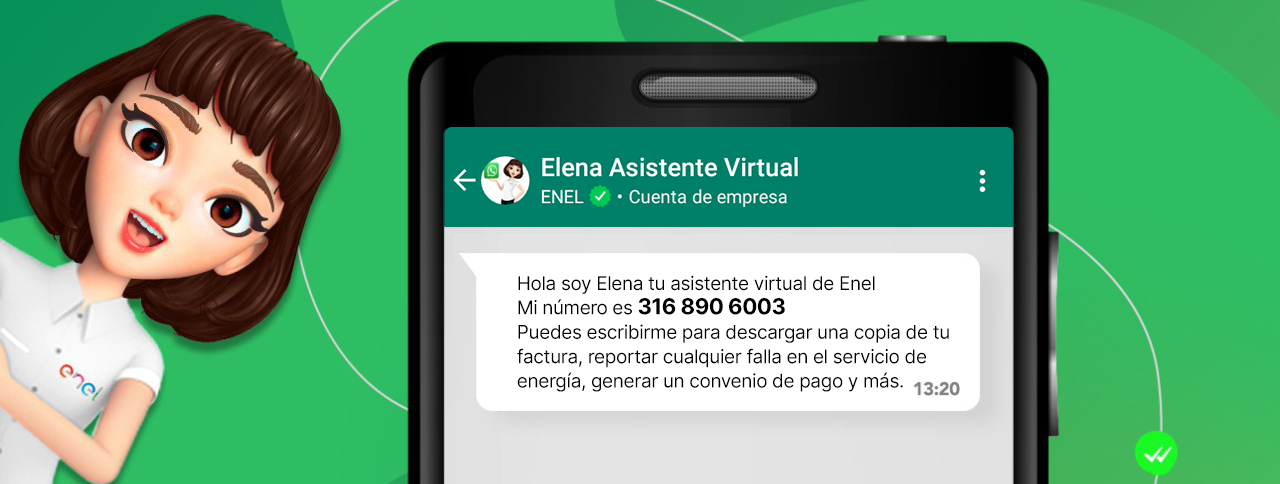 Elena Asistente Virtual
ENEL • Cuenta de empresa
Hola soy Elena tu asistente virtual de Enel
Mi número es 316 890 6003
Puedes escribirme para descargar una copia de tu
factura, reportar cualquier falla en el servicio de
energía, generar un convenio de pago y más.
13:20
enel